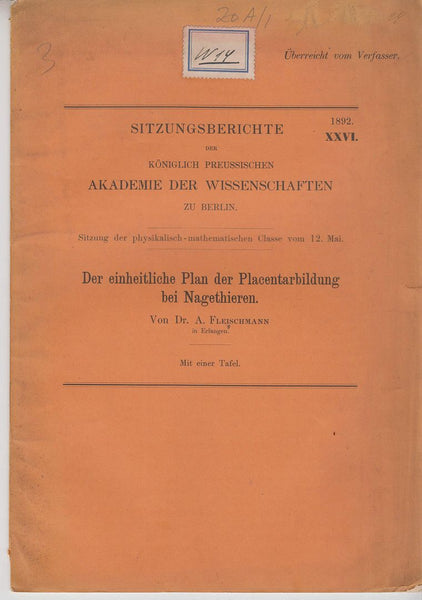 20 A/1
3
W 14
Überreicht vom Verfasser.
1892.
XXVI.
SITZUNGSBERICHTE
DER
KÖNIGLICH PREUSSISCHEN
AKADEMIE DER WISSENSCHAFTEN
ZU BERLIN.
Sitzung der physikalisch-mathematischen Classe vom 12. Mai.
Der einheitliche Plan der Placentarbildung
bei Nagethieren.
Von Dr. A. FLEISCHMANN
in Erlangen.
Mit einer Tafel.